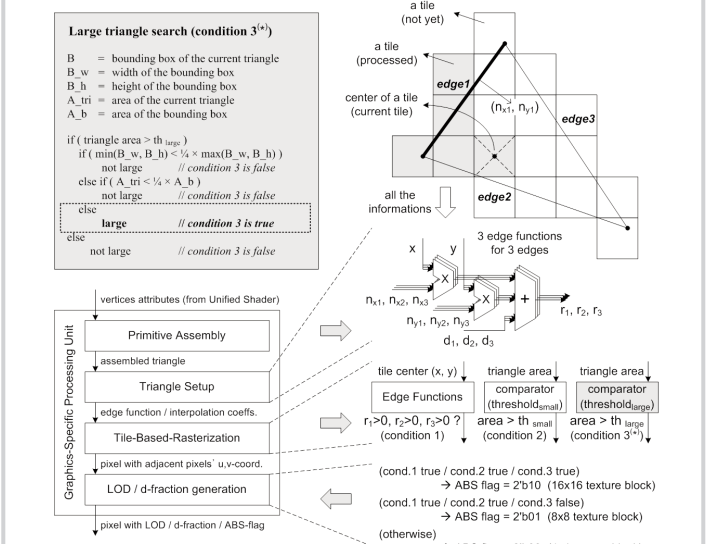 Large triangle search (condition 3(*))
B = bounding box of the current triangle
B_w = width of the bounding box
B_h = height of the bounding box
A_tri = area of the current triangle
A_b = area of the bounding box
if ( triangle area > th large )
if ( min(B_w, B_h) < ¼ × max(B_w, B_h) )
not large // condition 3 is false
else if ( A_tri < ¼ × A_b )
not large // condition 3 is false
else
large // condition 3 is true
else
not large // condition 3 is false
a tile
(not yet)
a tile
(processed)
edge1
center of a tile
(current tile)
(nx1, ny1)
edge3
edge2
all the
informations
3 edge functions
for 3 edges
x y
X
X
+
nx1, nx2, nx3
ny1, ny2, ny3
d1, d2, d3
r1, r2, r3
vertices attributes (from Unified Shader)
Graphics-Specific Processing Unit
Primitive Assembly
assembled triangle
Triangle Setup
edge function / interpolation coeffs.
Tile-Based-Rasterization
pixel with adjacent pixels' u,v-coord.
LOD / d-fraction generation
pixel with LOD / d-fraction / ABS-flag
tile center (x, y)
Edge Functions
r1>0, r2>0, r3>0 ?
(condition 1)
triangle area
comparator
(thresholdsmall)
area > th small
(condition 2)
triangle area
comparator
(thresholdlarge)
area > th large
(condition 3(*))
(cond.1 true / cond.2 true / cond.3 true)
→ ABS flag = 2'b10 (16x16 texture block)
(cond.1 true / cond.2 true / cond.3 false)
→ ABS flag = 2'b01 (8x8 texture block)
(otherwise)